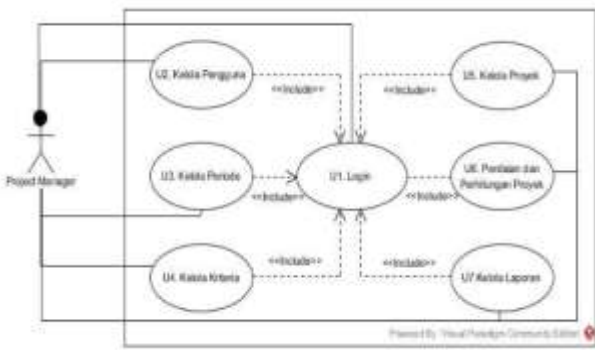 U2. Kelola Pengguna
U5. Kelola Proyek
<<Include>>
<<Include>>
Project Manager
U3. Kelola Periode
U1. Login
U6. Penilaian dan
Perhitungan Proyek
<<Include>>
<<Include>>
U4. Kelola Kriteria
<<Include>>
<<Include>>
U7 Kelola Laporan
Powered By Visual Paradigm Community Edition